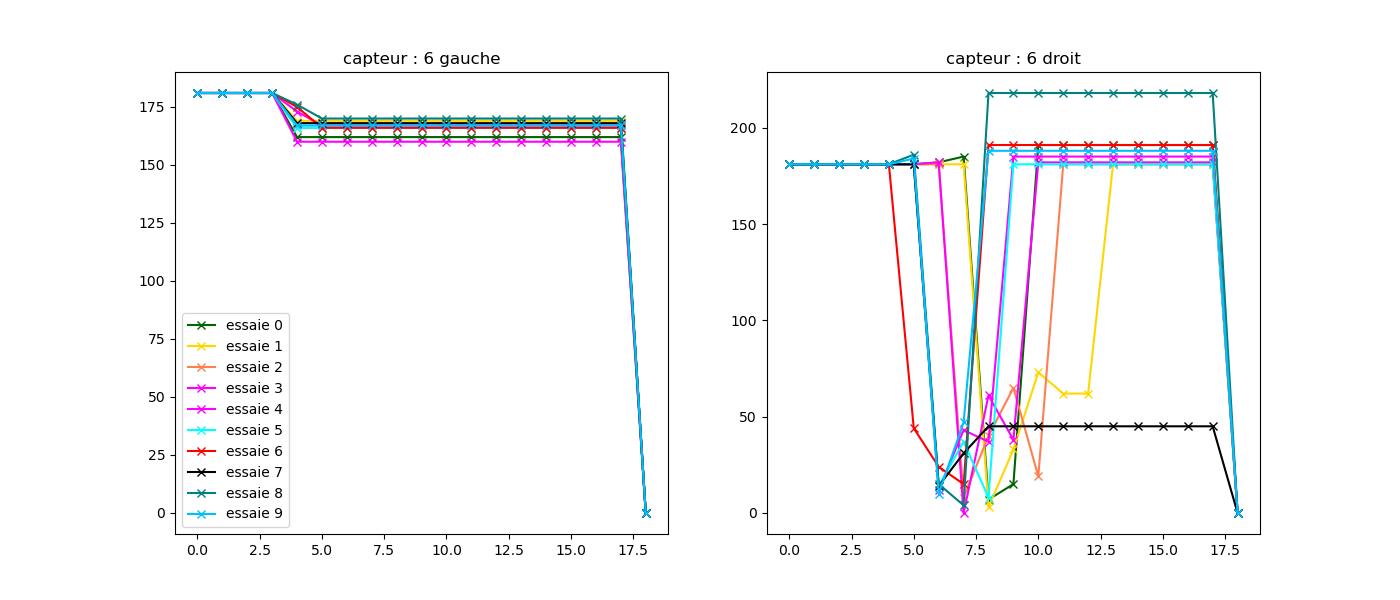 capteur : 6 gauche
175
150
125
100
75
50
25
0
essaie 0
essaie 1
essaie 2
essaie 3
essaie 4
essaie 5
essaie 6
essaie 7
essaie 8
essaie 9
0.0 2.5 5.0 7.5 10.0 12.5 15.0 17.5
capteur : 6 droit
200
150
100
50
0
0.0 2.5 5.0 7.5 10.0 12.5 15.0 17.5